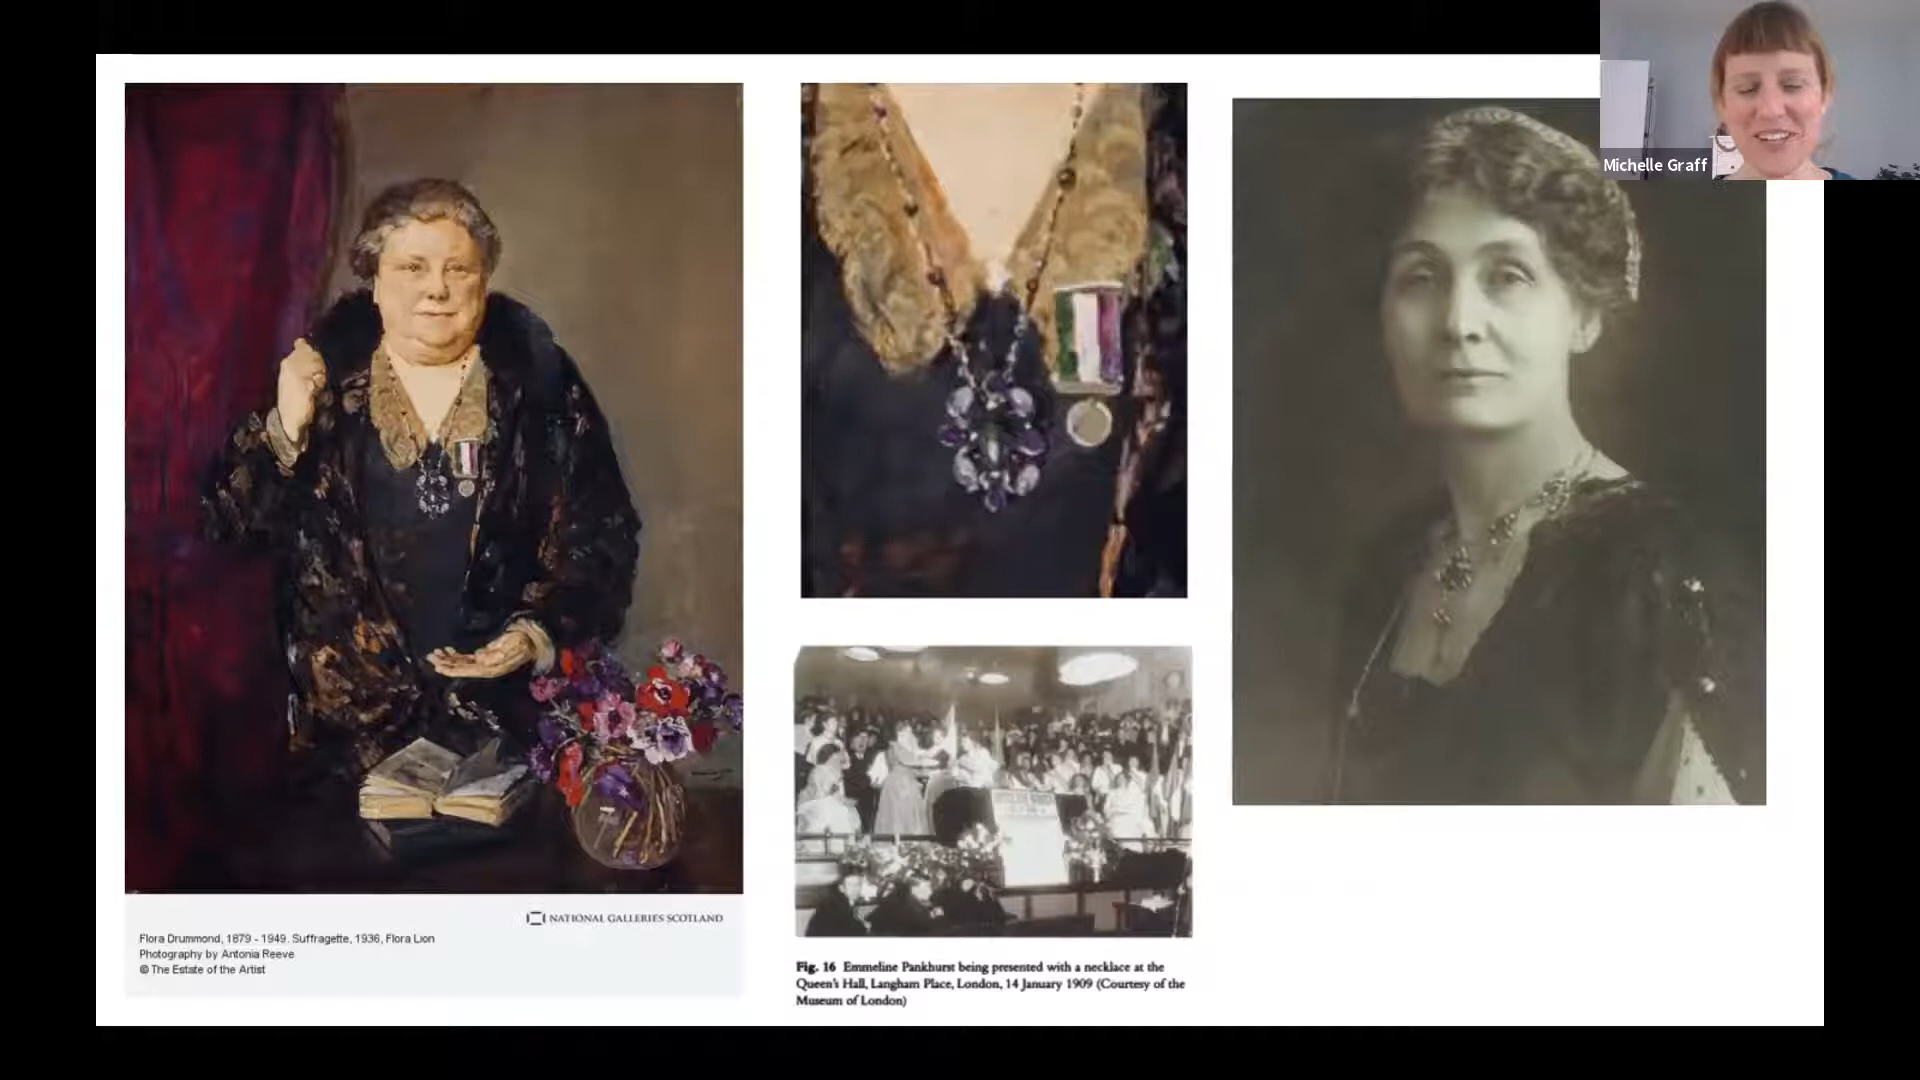 Michelle Graff
NATIONAL GALLERIES SCOTLAND
Flora Drummond, 1879 - 1949. Suffragette, 1936, Flora Lion
Photography by Antonia Reeve
© The Estate of the Artist
Fig. 16 Emmeline Pankhurst being presented with a necklace at the
Queen's Hall, Langham Place, London, 14 January 1909 (Courtesy of the
Museum of London)